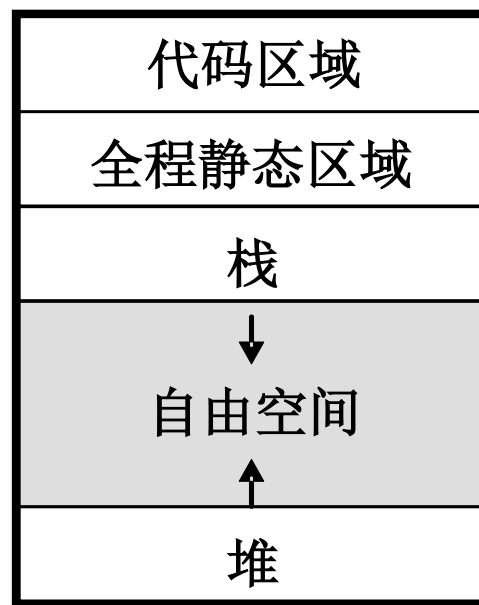 代码区域
全程静态区域
栈
自由空间
堆